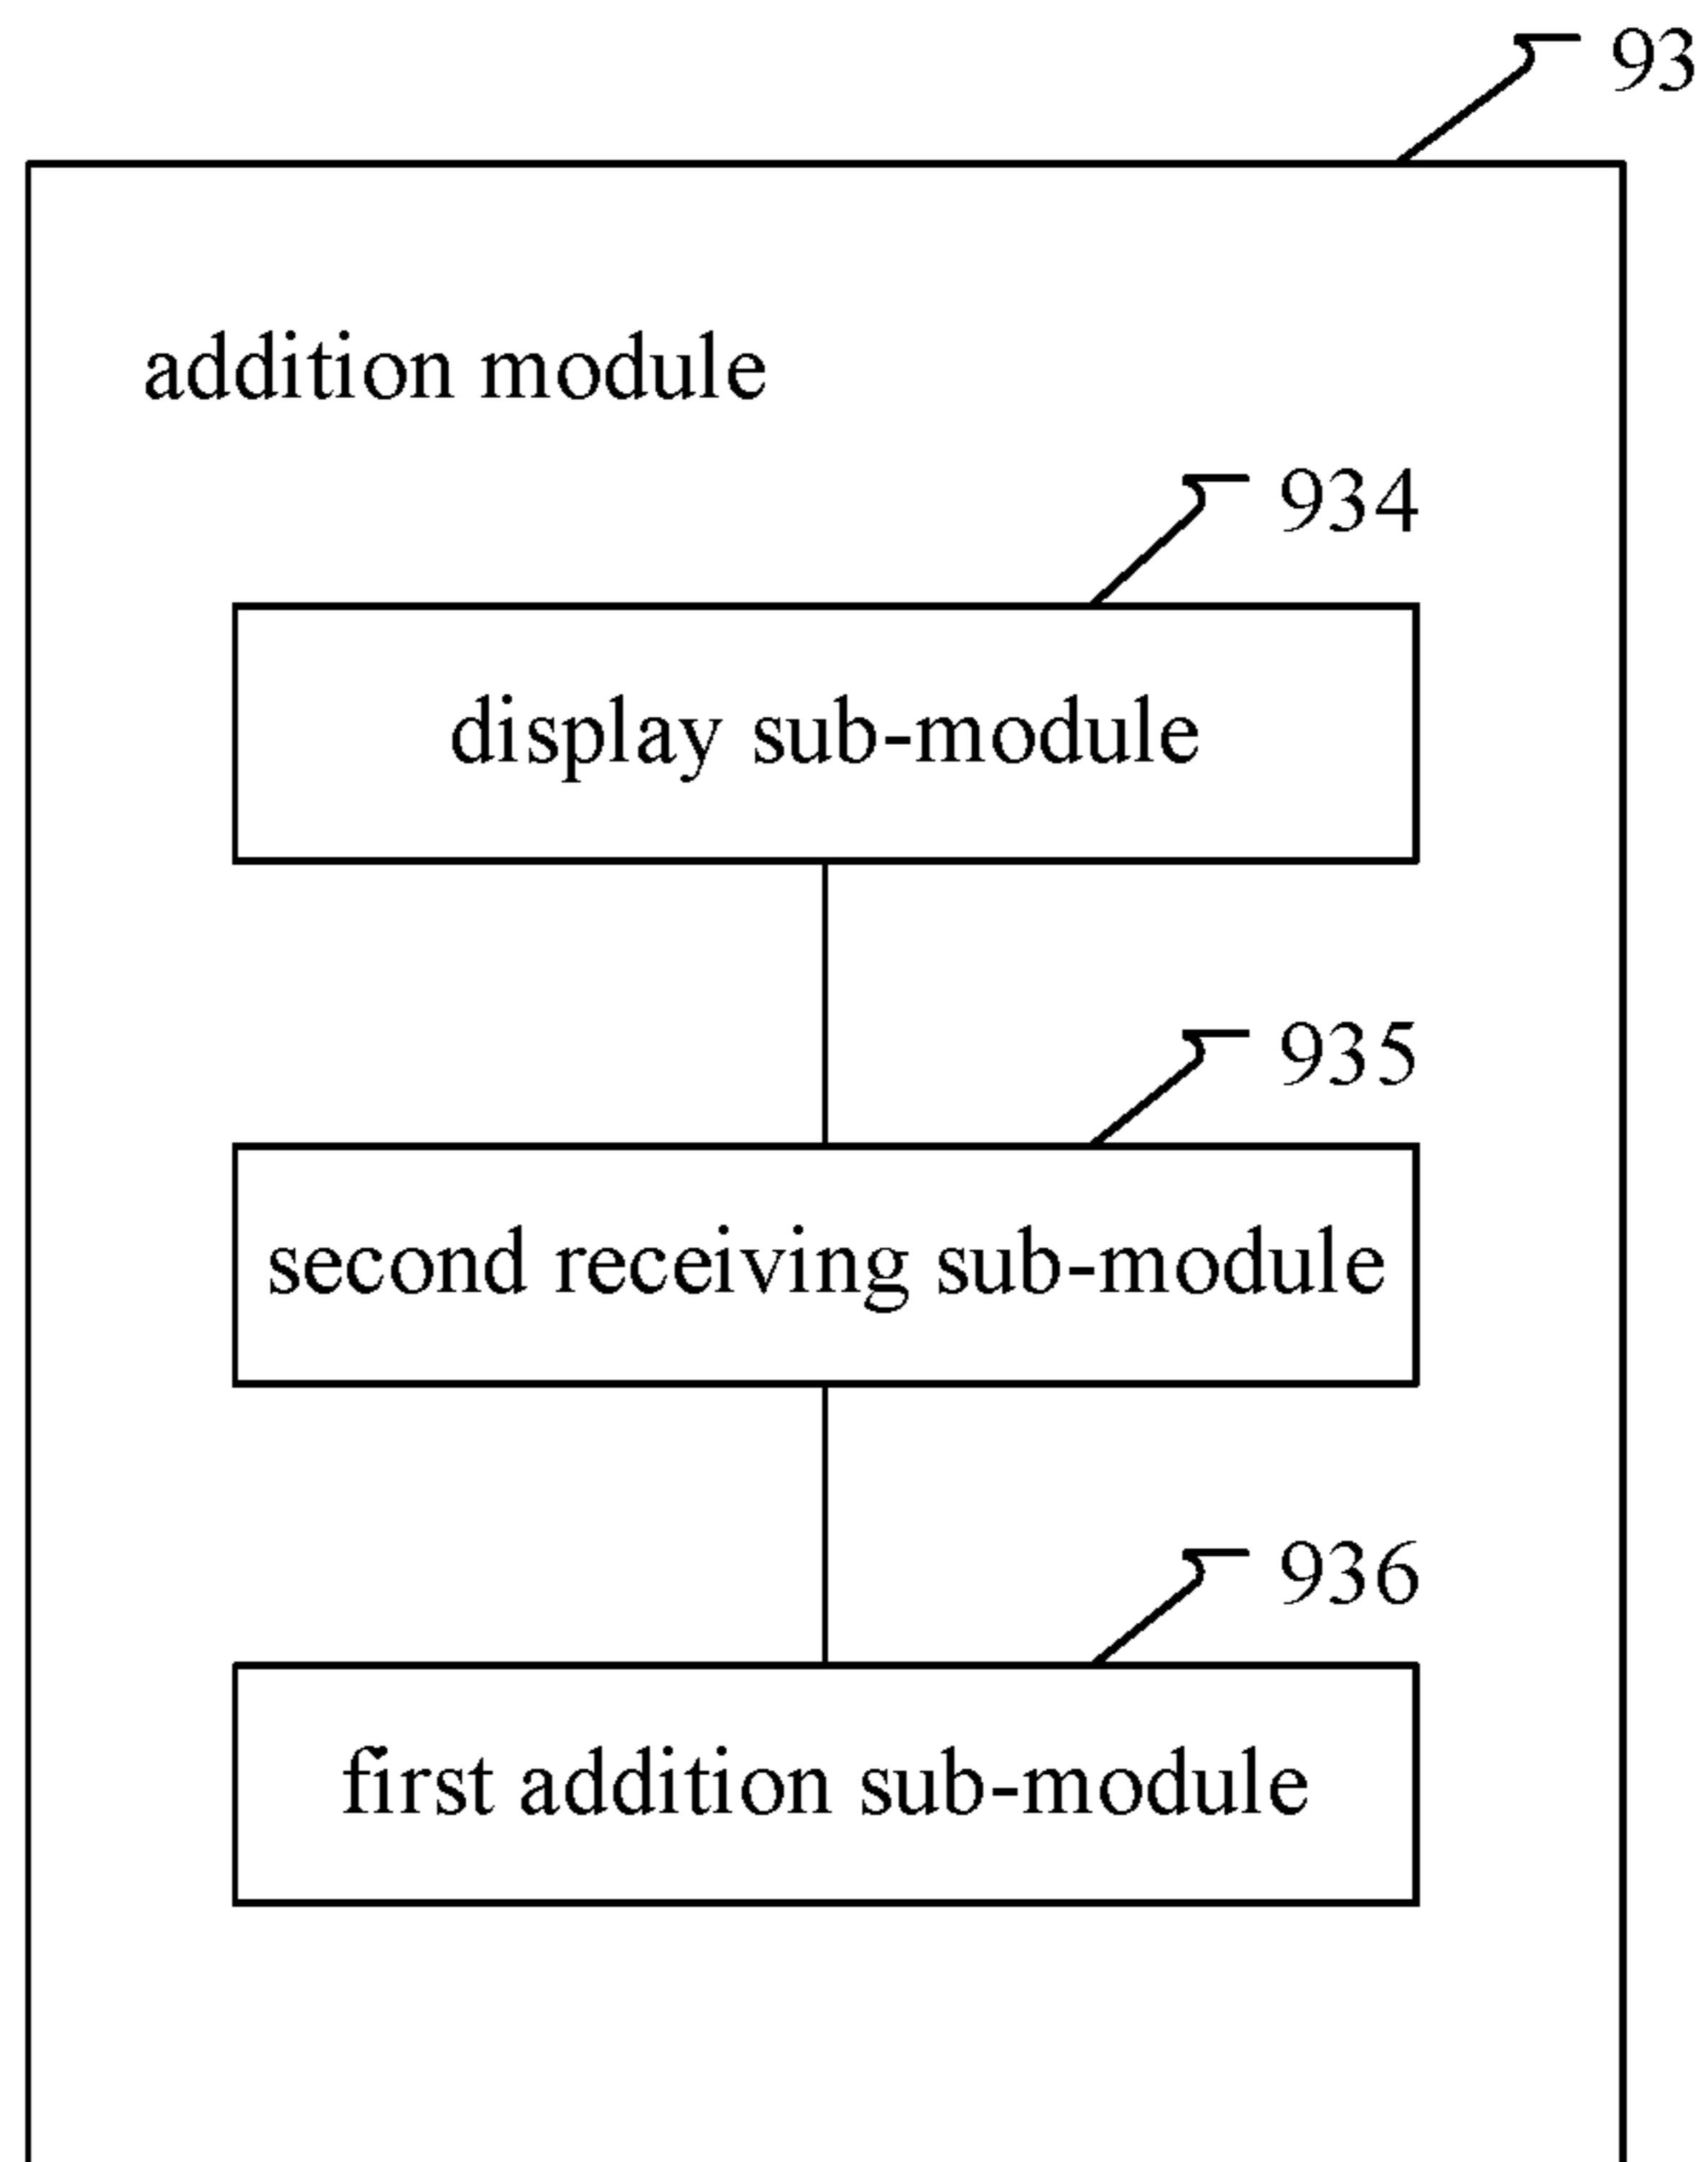 93
addition module
934
display sub-module
935
second receiving sub-module
936
first addition sub-module